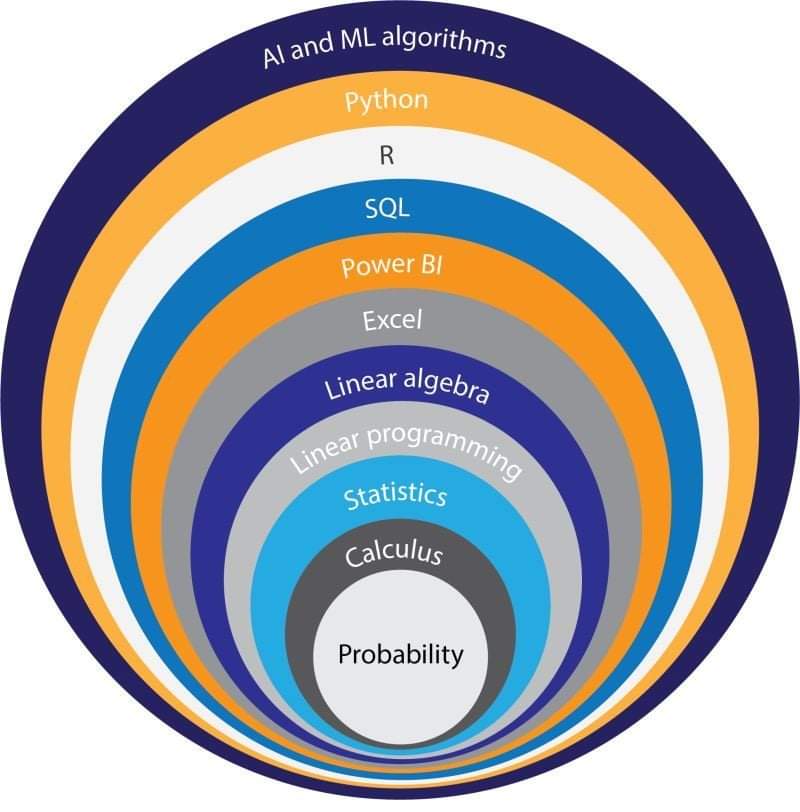 AI and ML algorithms
Python
R
SQL
Power BI
Excel
Linear algebra
Linear programming
Statistics
Calculus
Probability